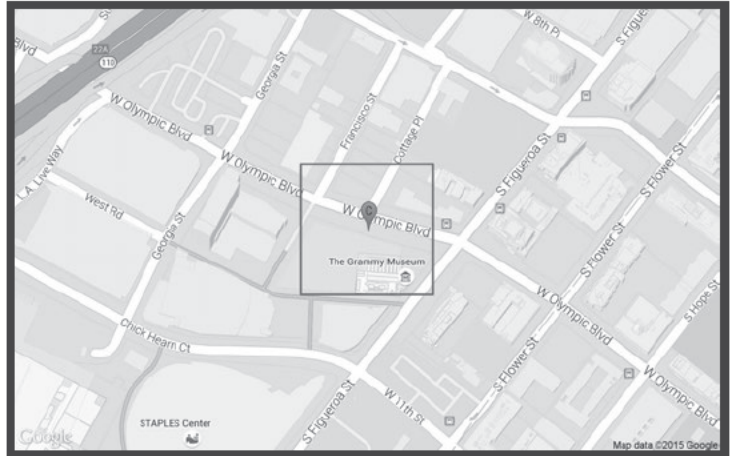 W 8th Pl
S Figue
Blvd
22A
110
Georgia St
Francisco St
Cottage Pl
W Olympic Blvd
W Olympic Blvd
S Figueroa St
S Flower St
L.A. Live Way
West Rd
Georgia St
C
W Olympic Blvd
The Grammy Museum
S Flower St
S Hope St
W Olympic Blvd
Chick Hearn Ct
S Flower St
W Olympic Blvd
STAPLES Center
S Figueroa St
W 11th St
Google
Map data ©2015 Google